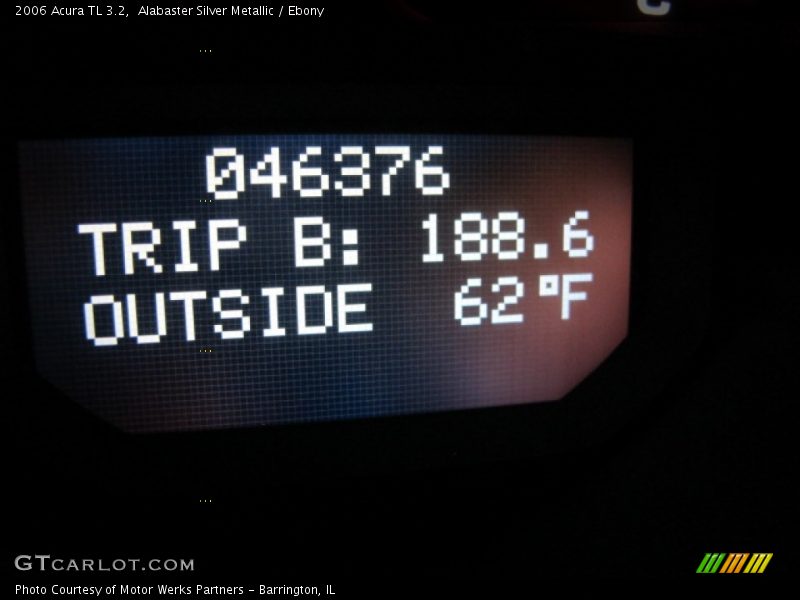 2006 Acura TL 3.2,  Alabaster Silver Metallic / Ebony
C
...
046376
...
TRIP B: 188.6
OUTSIDE 62°F
...
...
GTCARLOT.COM
Photo Courtesy of Motor Werks Partners - Barrington, IL